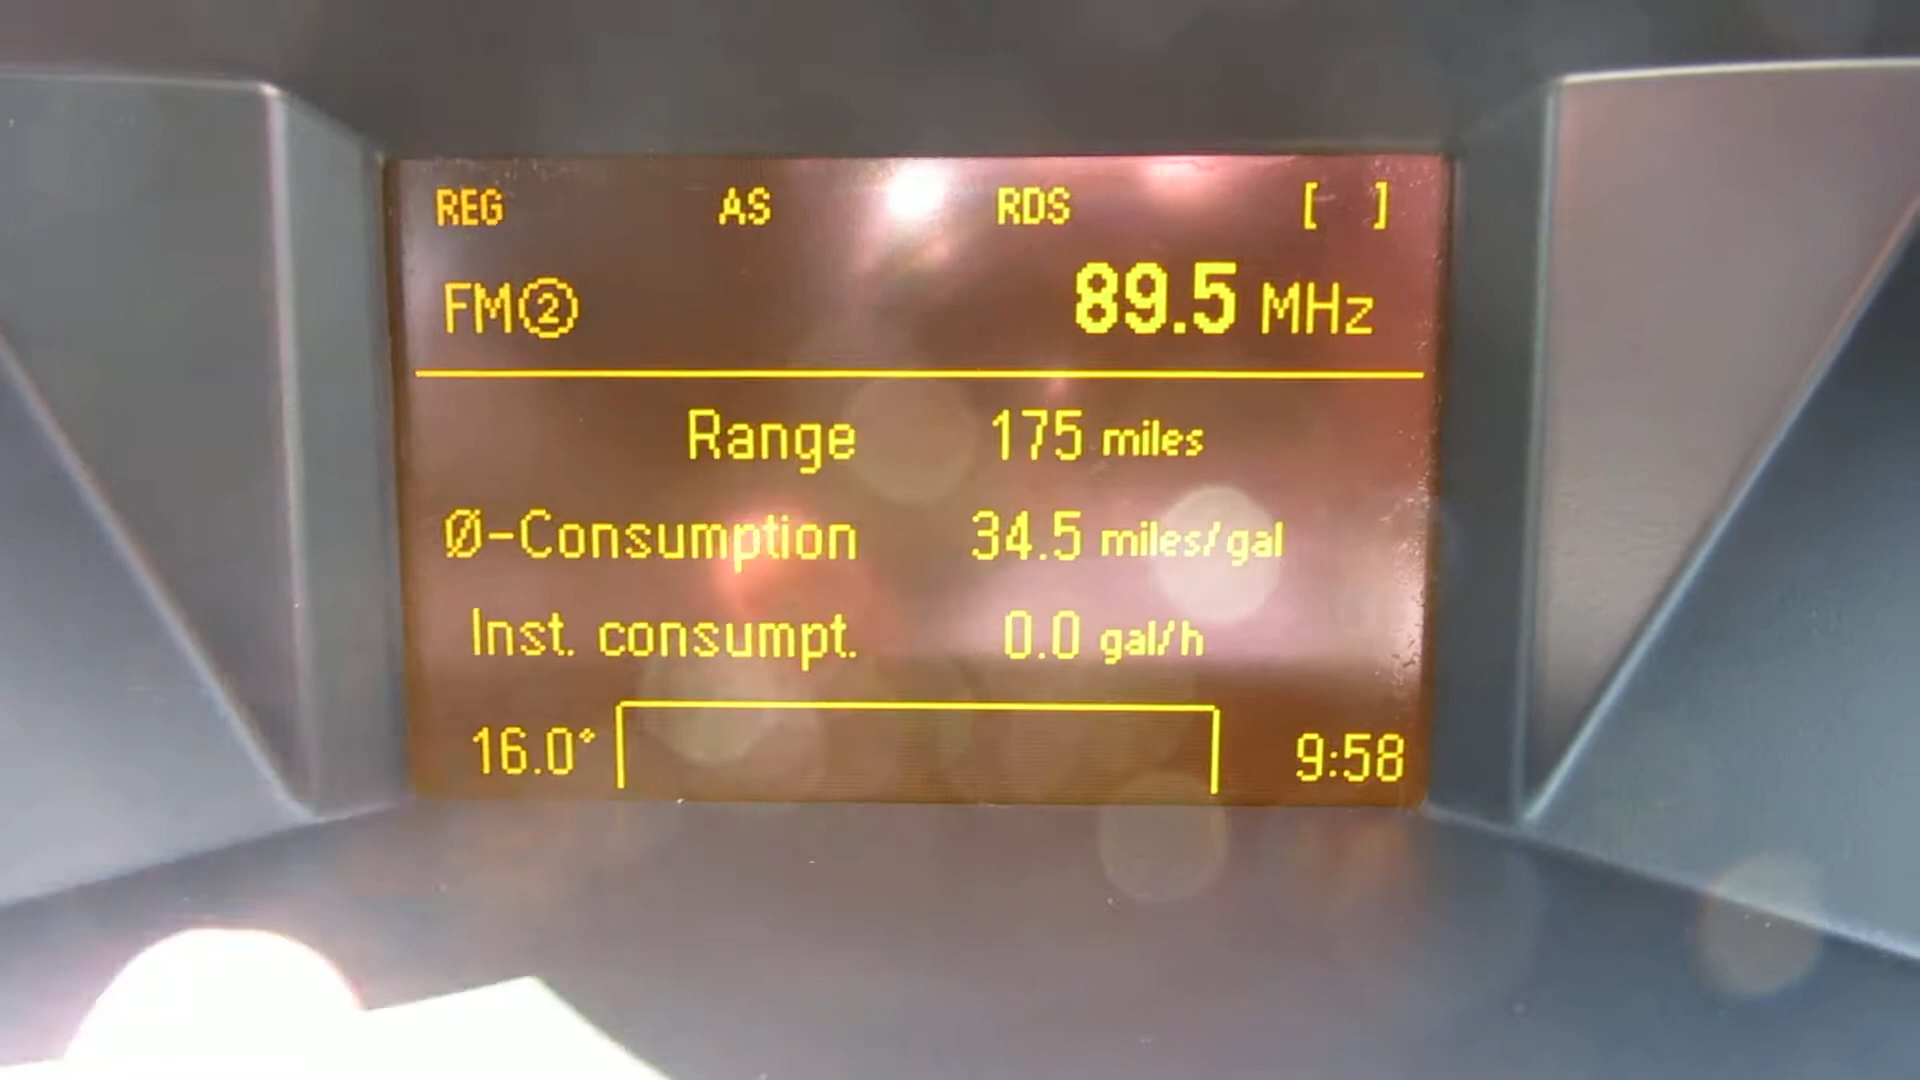 REG AS RDS [ ]
FM② 89.5 MHz
Range 175 miles
Ø-Consumption 34.5 miles/gal
Inst. consumpt. 0.0 gal/h
16.0° 9:58